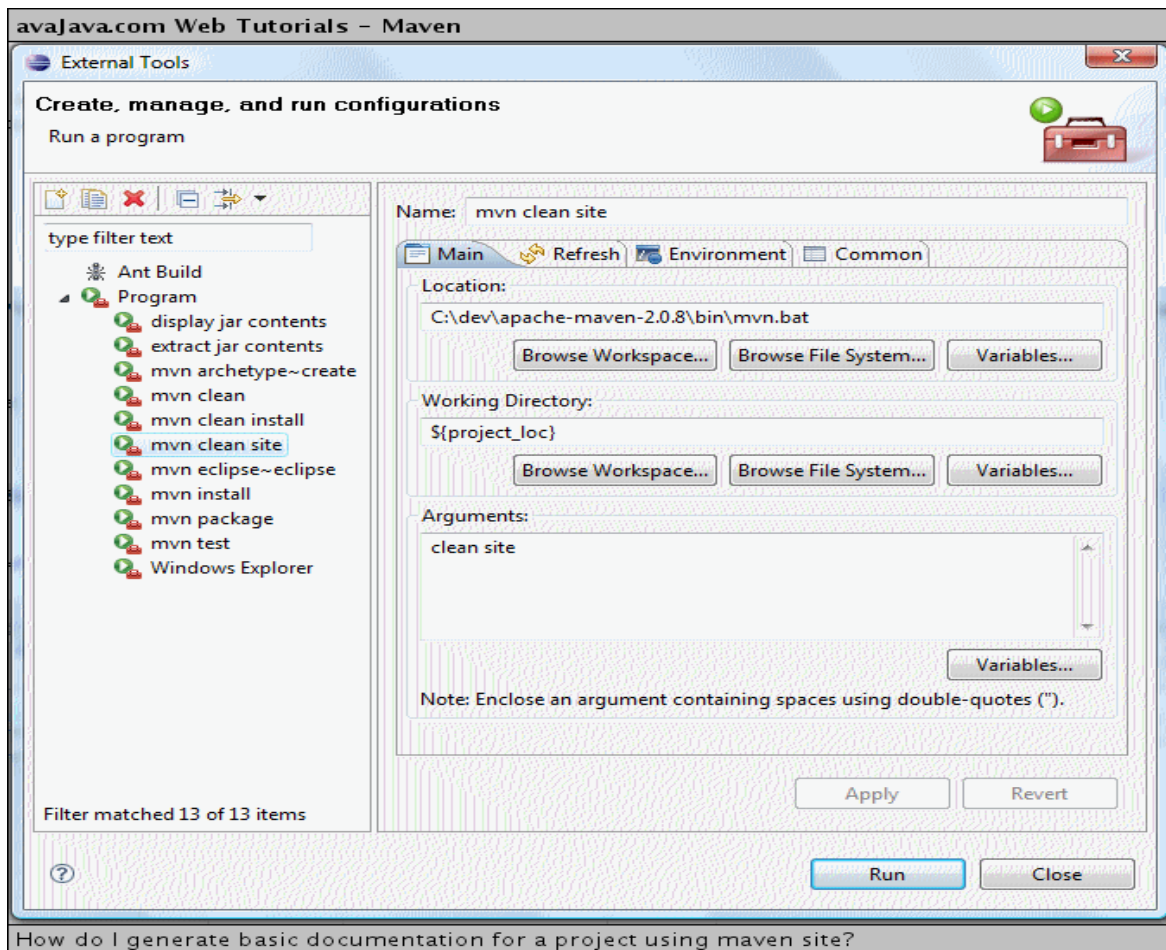 avaJava.com Web Tutorials - Maven
External Tools
Create, manage, and run configurations
Run a program
type filter text
Ant Build
Program
display jar contents
extract jar contents
mvn archetype~create
mvn clean
mvn clean install
mvn clean site
mvn eclipse~eclipse
mvn install
mvn package
mvn test
Windows Explorer
Filter matched 13 of 13 items
Name: mvn clean site
Main Refresh Environment Common
Location:
C:\dev\apache-maven-2.0.8\bin\mvn.bat
Browse Workspace... Browse File System... Variables...
Working Directory:
${project_loc}
Browse Workspace... Browse File System... Variables...
Arguments:
clean site
Variables...
Note: Enclose an argument containing spaces using double-quotes (").
Apply Revert
Run Close
How do I generate basic documentation for a project using maven site?